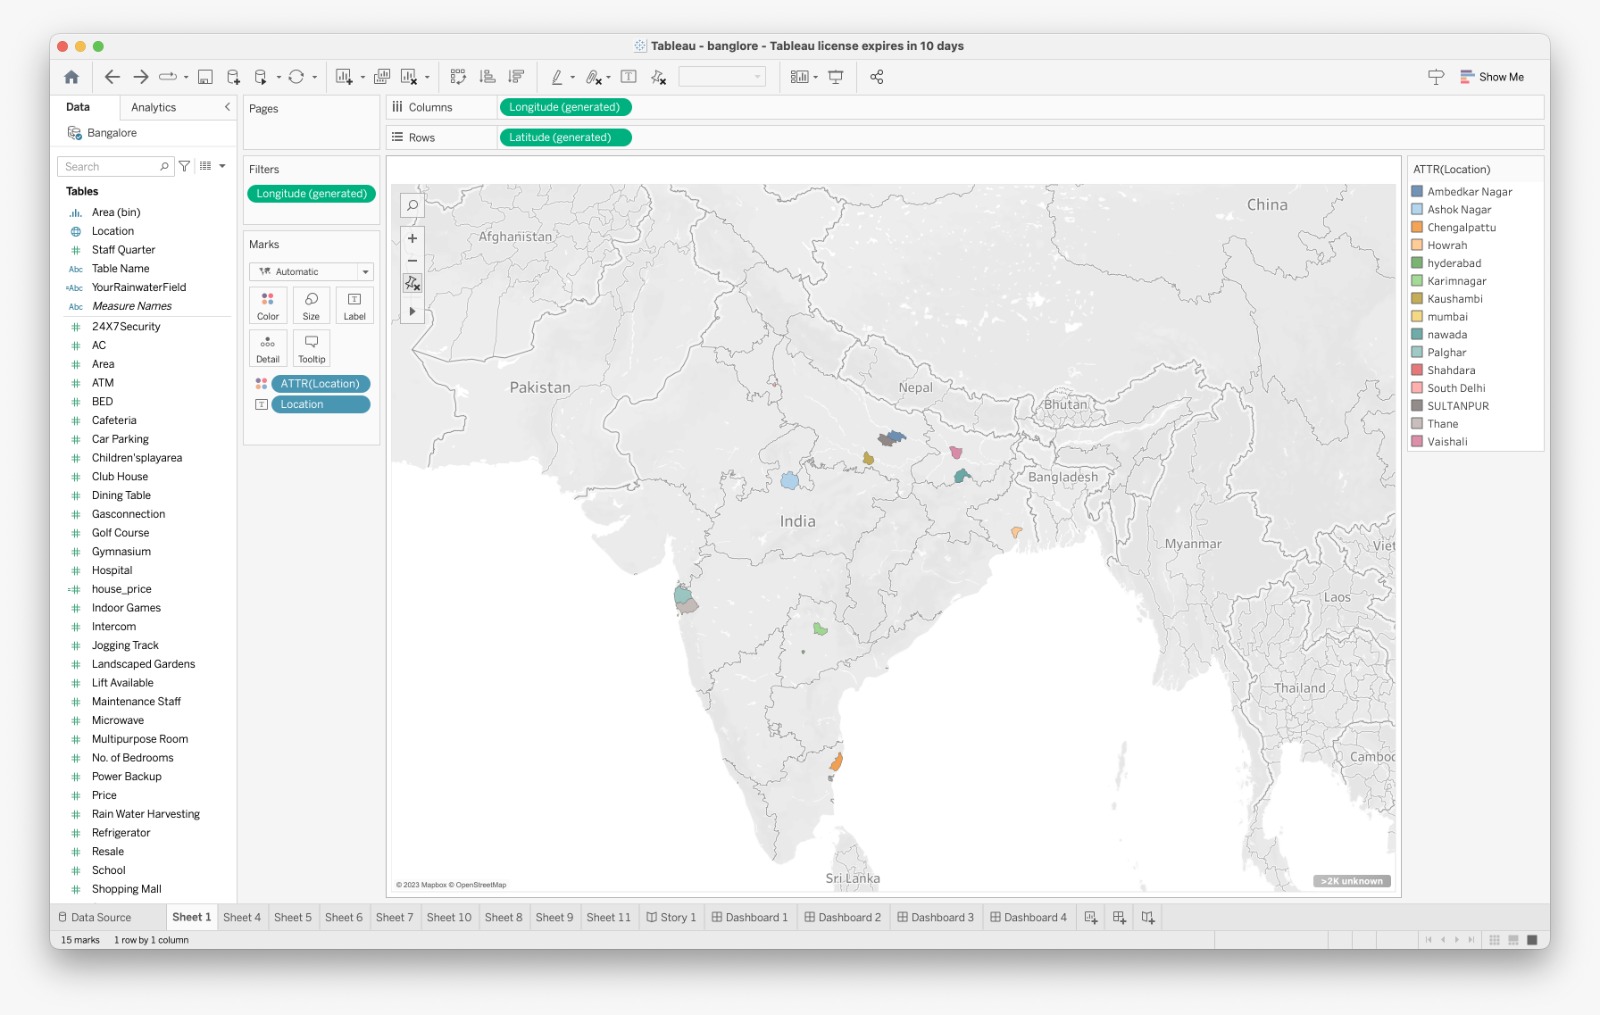 Tableau - banglore - Tableau license expires in 10 days
Show Me
Data
Analytics
Bangalore
Search
Tables
Area (bin)
Location
Staff Quarter
Abc Table Name
=Abc YourRainwaterField
Abc Measure Names
24X7Security
AC
Area
ATM
BED
Cafeteria
Car Parking
Children'splayarea
Club House
Dining Table
Gasconnection
Golf Course
Gymnasium
Hospital
house_price
Indoor Games
Intercom
Jogging Track
Landscaped Gardens
Lift Available
Maintenance Staff
Microwave
Multipurpose Room
No. of Bedrooms
Power Backup
Price
Rain Water Harvesting
Refrigerator
Resale
School
Shopping Mall
Pages
Filters
Longitude (generated)
Marks
Automatic
Color
Size
Label
Detail
Tooltip
ATTR(Location)
Location
Columns
Longitude (generated)
Rows
Latitude (generated)
China
Afghanistan
Pakistan
Nepal
Bhutan
Bangladesh
India
Myanmar
Viet
Laos
Thailand
Camboc
Sri Lanka
© 2023 Mapbox © OpenStreetMap
>2K unknown
ATTR(Location)
Ambedkar Nagar
Ashok Nagar
Chengalpattu
Howrah
hyderabad
Karimnagar
Kaushambi
mumbai
nawada
Palghar
Shahdara
South Delhi
SULTANPUR
Thane
Vaishali
Data Source
Sheet 1
Sheet 4
Sheet 5
Sheet 6
Sheet 7
Sheet 10
Sheet 8
Sheet 9
Sheet 11
Story 1
Dashboard 1
Dashboard 2
Dashboard 3
Dashboard 4
15 marks
1 row by 1 column